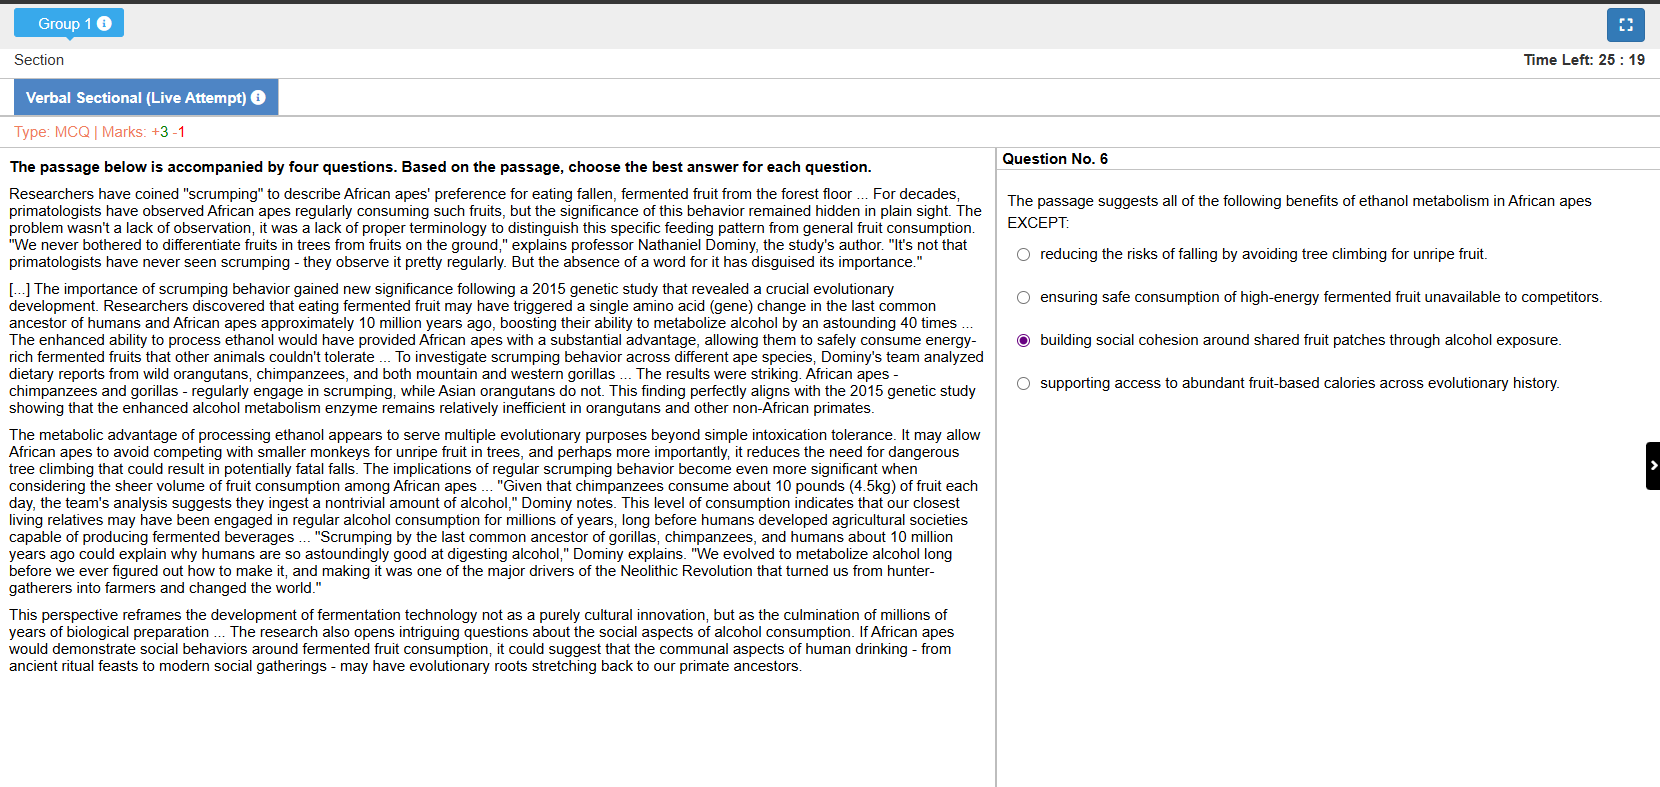 Group 1
Section
Time Left: 25 : 19
Verbal Sectional (Live Attempt)
Type: MCQ | Marks: +3 -1
The passage below is accompanied by four questions. Based on the passage, choose the best answer for each question.
Researchers have coined "scrumping" to describe African apes' preference for eating fallen, fermented fruit from the forest floor ... For decades,
primatologists have observed African apes regularly consuming such fruits, but the significance of this behavior remained hidden in plain sight. The
problem wasn't a lack of observation, it was a lack of proper terminology to distinguish this specific feeding pattern from general fruit consumption.
"We never bothered to differentiate fruits in trees from fruits on the ground," explains professor Nathaniel Dominy, the study's author. "It's not that
primatologists have never seen scrumping - they observe it pretty regularly. But the absence of a word for it has disguised its importance."
[...] The importance of scrumping behavior gained new significance following a 2015 genetic study that revealed a crucial evolutionary
development. Researchers discovered that eating fermented fruit may have triggered a single amino acid (gene) change in the last common
ancestor of humans and African apes approximately 10 million years ago, boosting their ability to metabolize alcohol by an astounding 40 times ...
The enhanced ability to process ethanol would have provided African apes with a substantial advantage, allowing them to safely consume energy-
rich fermented fruits that other animals couldn't tolerate ... To investigate scrumping behavior across different ape species, Dominy's team analyzed
dietary reports from wild orangutans, chimpanzees, and both mountain and western gorillas ... The results were striking. African apes -
chimpanzees and gorillas - regularly engage in scrumping, while Asian orangutans do not. This finding perfectly aligns with the 2015 genetic study
showing that the enhanced alcohol metabolism enzyme remains relatively inefficient in orangutans and other non-African primates.
The metabolic advantage of processing ethanol appears to serve multiple evolutionary purposes beyond simple intoxication tolerance. It may allow
African apes to avoid competing with smaller monkeys for unripe fruit in trees, and perhaps more importantly, it reduces the need for dangerous
tree climbing that could result in potentially fatal falls. The implications of regular scrumping behavior become even more significant when
considering the sheer volume of fruit consumption among African apes ... "Given that chimpanzees consume about 10 pounds (4.5kg) of fruit each
day, the team's analysis suggests they ingest a nontrivial amount of alcohol," Dominy notes. This level of consumption indicates that our closest
living relatives may have been engaged in regular alcohol consumption for millions of years, long before humans developed agricultural societies
capable of producing fermented beverages ... "Scrumping by the last common ancestor of gorillas, chimpanzees, and humans about 10 million
years ago could explain why humans are so astoundingly good at digesting alcohol," Dominy explains. "We evolved to metabolize alcohol long
before we ever figured out how to make it, and making it was one of the major drivers of the Neolithic Revolution that turned us from hunter-
gatherers into farmers and changed the world."
This perspective reframes the development of fermentation technology not as a purely cultural innovation, but as the culmination of millions of
years of biological preparation ... The research also opens intriguing questions about the social aspects of alcohol consumption. If African apes
would demonstrate social behaviors around fermented fruit consumption, it could suggest that the communal aspects of human drinking - from
ancient ritual feasts to modern social gatherings - may have evolutionary roots stretching back to our primate ancestors.
Question No. 6
The passage suggests all of the following benefits of ethanol metabolism in African apes
EXCEPT:
reducing the risks of falling by avoiding tree climbing for unripe fruit.
ensuring safe consumption of high-energy fermented fruit unavailable to competitors.
building social cohesion around shared fruit patches through alcohol exposure.
supporting access to abundant fruit-based calories across evolutionary history.